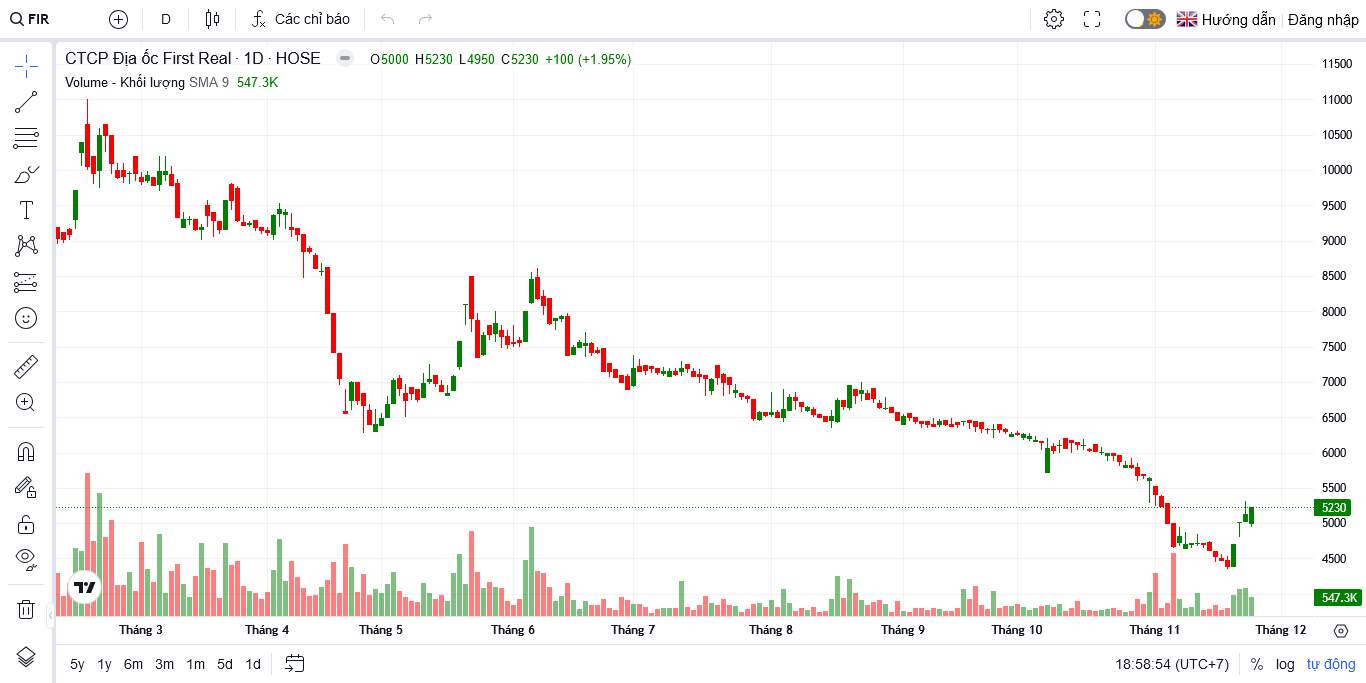 FIR D Các chỉ báo Hướng dẫn Đăng nhập
CTCP Địa ốc First Real · 1D · HOSE O5000 H5230 L4950 C5230 +100 (+1.95%)
Volume - Khối lượng SMA 9 547.3K
11500
11000
10500
10000
9500
9000
8500
8000
7500
7000
6500
6000
5500
5230
5000
4500
547.3K
Tháng 3 Tháng 4 Tháng 5 Tháng 6 Tháng 7 Tháng 8 Tháng 9 Tháng 10 Tháng 11 Tháng 12
5y 1y 6m 3m 1m 5d 1d 18:58:54 (UTC+7) % log tự động